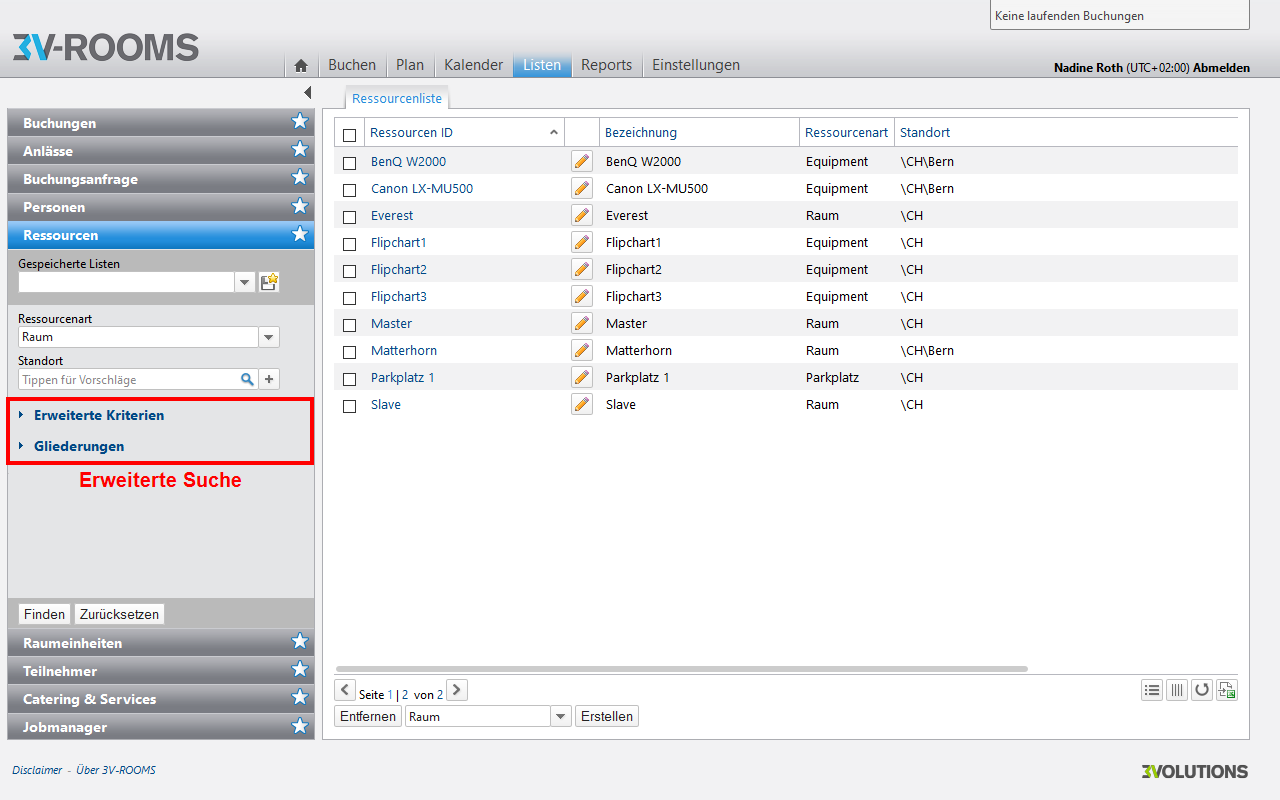 Keine laufenden Buchungen
3V-ROOMS
Buchen Plan Kalender Listen Reports Einstellungen
Nadine Roth (UTC+02:00) Abmelden
Buchungen
Anlässe
Buchungsanfrage
Personen
Ressourcen
Gespeicherte Listen
Ressourcenart
Raum
Standort
Tippen für Vorschläge
Erweiterte Kriterien
Gliederungen
Erweiterte Suche
Finden Zurücksetzen
Raumeinheiten
Teilnehmer
Catering & Services
Jobmanager
Ressourcenliste
Ressourcen ID Bezeichnung Ressourcenart Standort
BenQ W2000 BenQ W2000 Equipment \CH\Bern
Canon LX-MU500 Canon LX-MU500 Equipment \CH\Bern
Everest Everest Raum \CH
Flipchart1 Flipchart1 Equipment \CH
Flipchart2 Flipchart2 Equipment \CH
Flipchart3 Flipchart3 Equipment \CH
Master Master Raum \CH
Matterhorn Matterhorn Raum \CH\Bern
Parkplatz 1 Parkplatz 1 Parkplatz \CH
Slave Slave Raum \CH
Seite 1 | 2 von 2
Entfernen Raum Erstellen
Disclaimer - Über 3V-ROOMS
3VOLUTIONS